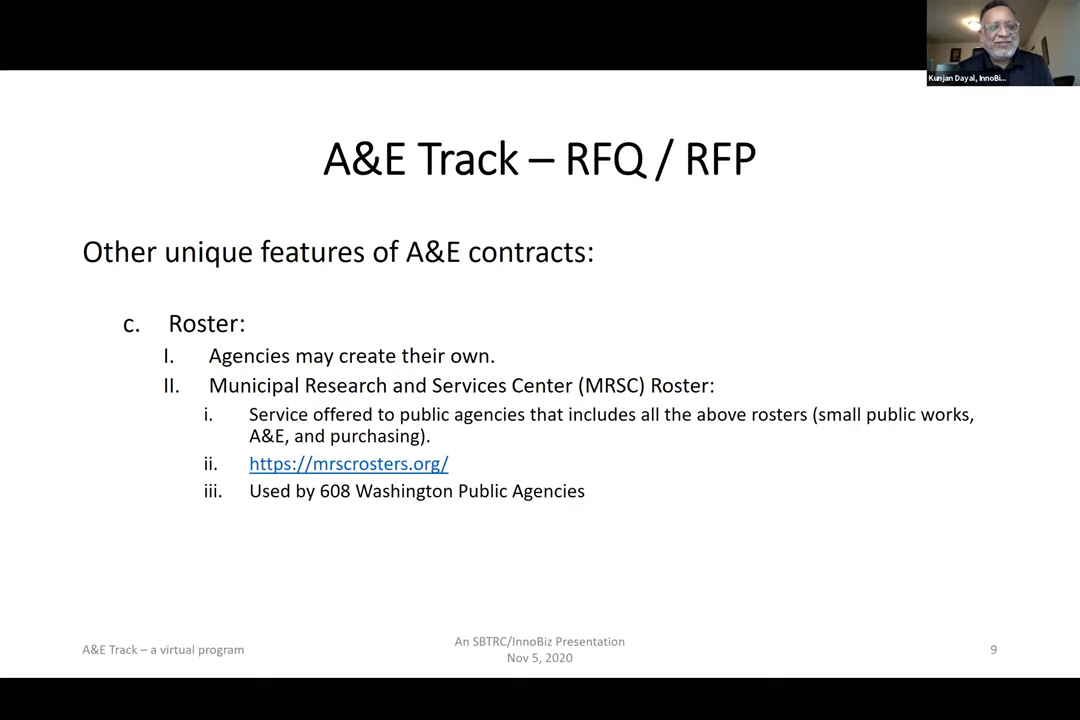 Kunjan Dayal, InnoBi...
A&E Track – RFQ / RFP
Other unique features of A&E contracts:
c. Roster:
I. Agencies may create their own.
II. Municipal Research and Services Center (MRSC) Roster:
i. Service offered to public agencies that includes all the above rosters (small public works,
A&E, and purchasing).
ii. https://mrscrosters.org/
iii. Used by 608 Washington Public Agencies
A&E Track – a virtual program
An SBTRC/InnoBiz Presentation
Nov 5, 2020
9